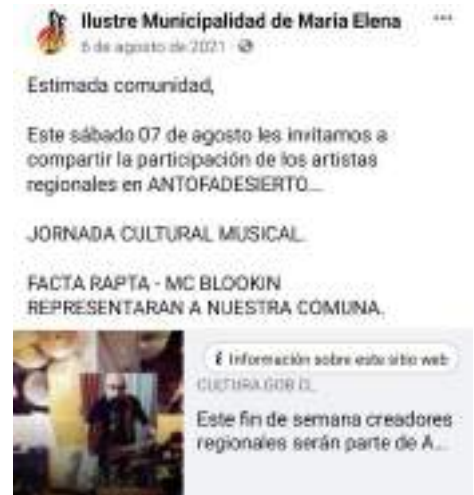 Ilustre Municipalidad de Maria Elena
6 de agosto de 2021
Estimada comunidad,
Este sábado 07 de agosto les invitamos a
compartir la participación de los artistas
regionales en ANTOFADESIERTO...
JORNADA CULTURAL MUSICAL.
FACTA RAPTA - MC BLOOKIN
REPRESENTARAN A NUESTRA COMUNA.
Información sobre este sitio web
CULTURA.GOB.CL
Este fin de semana creadores
regionales serán parte de A...